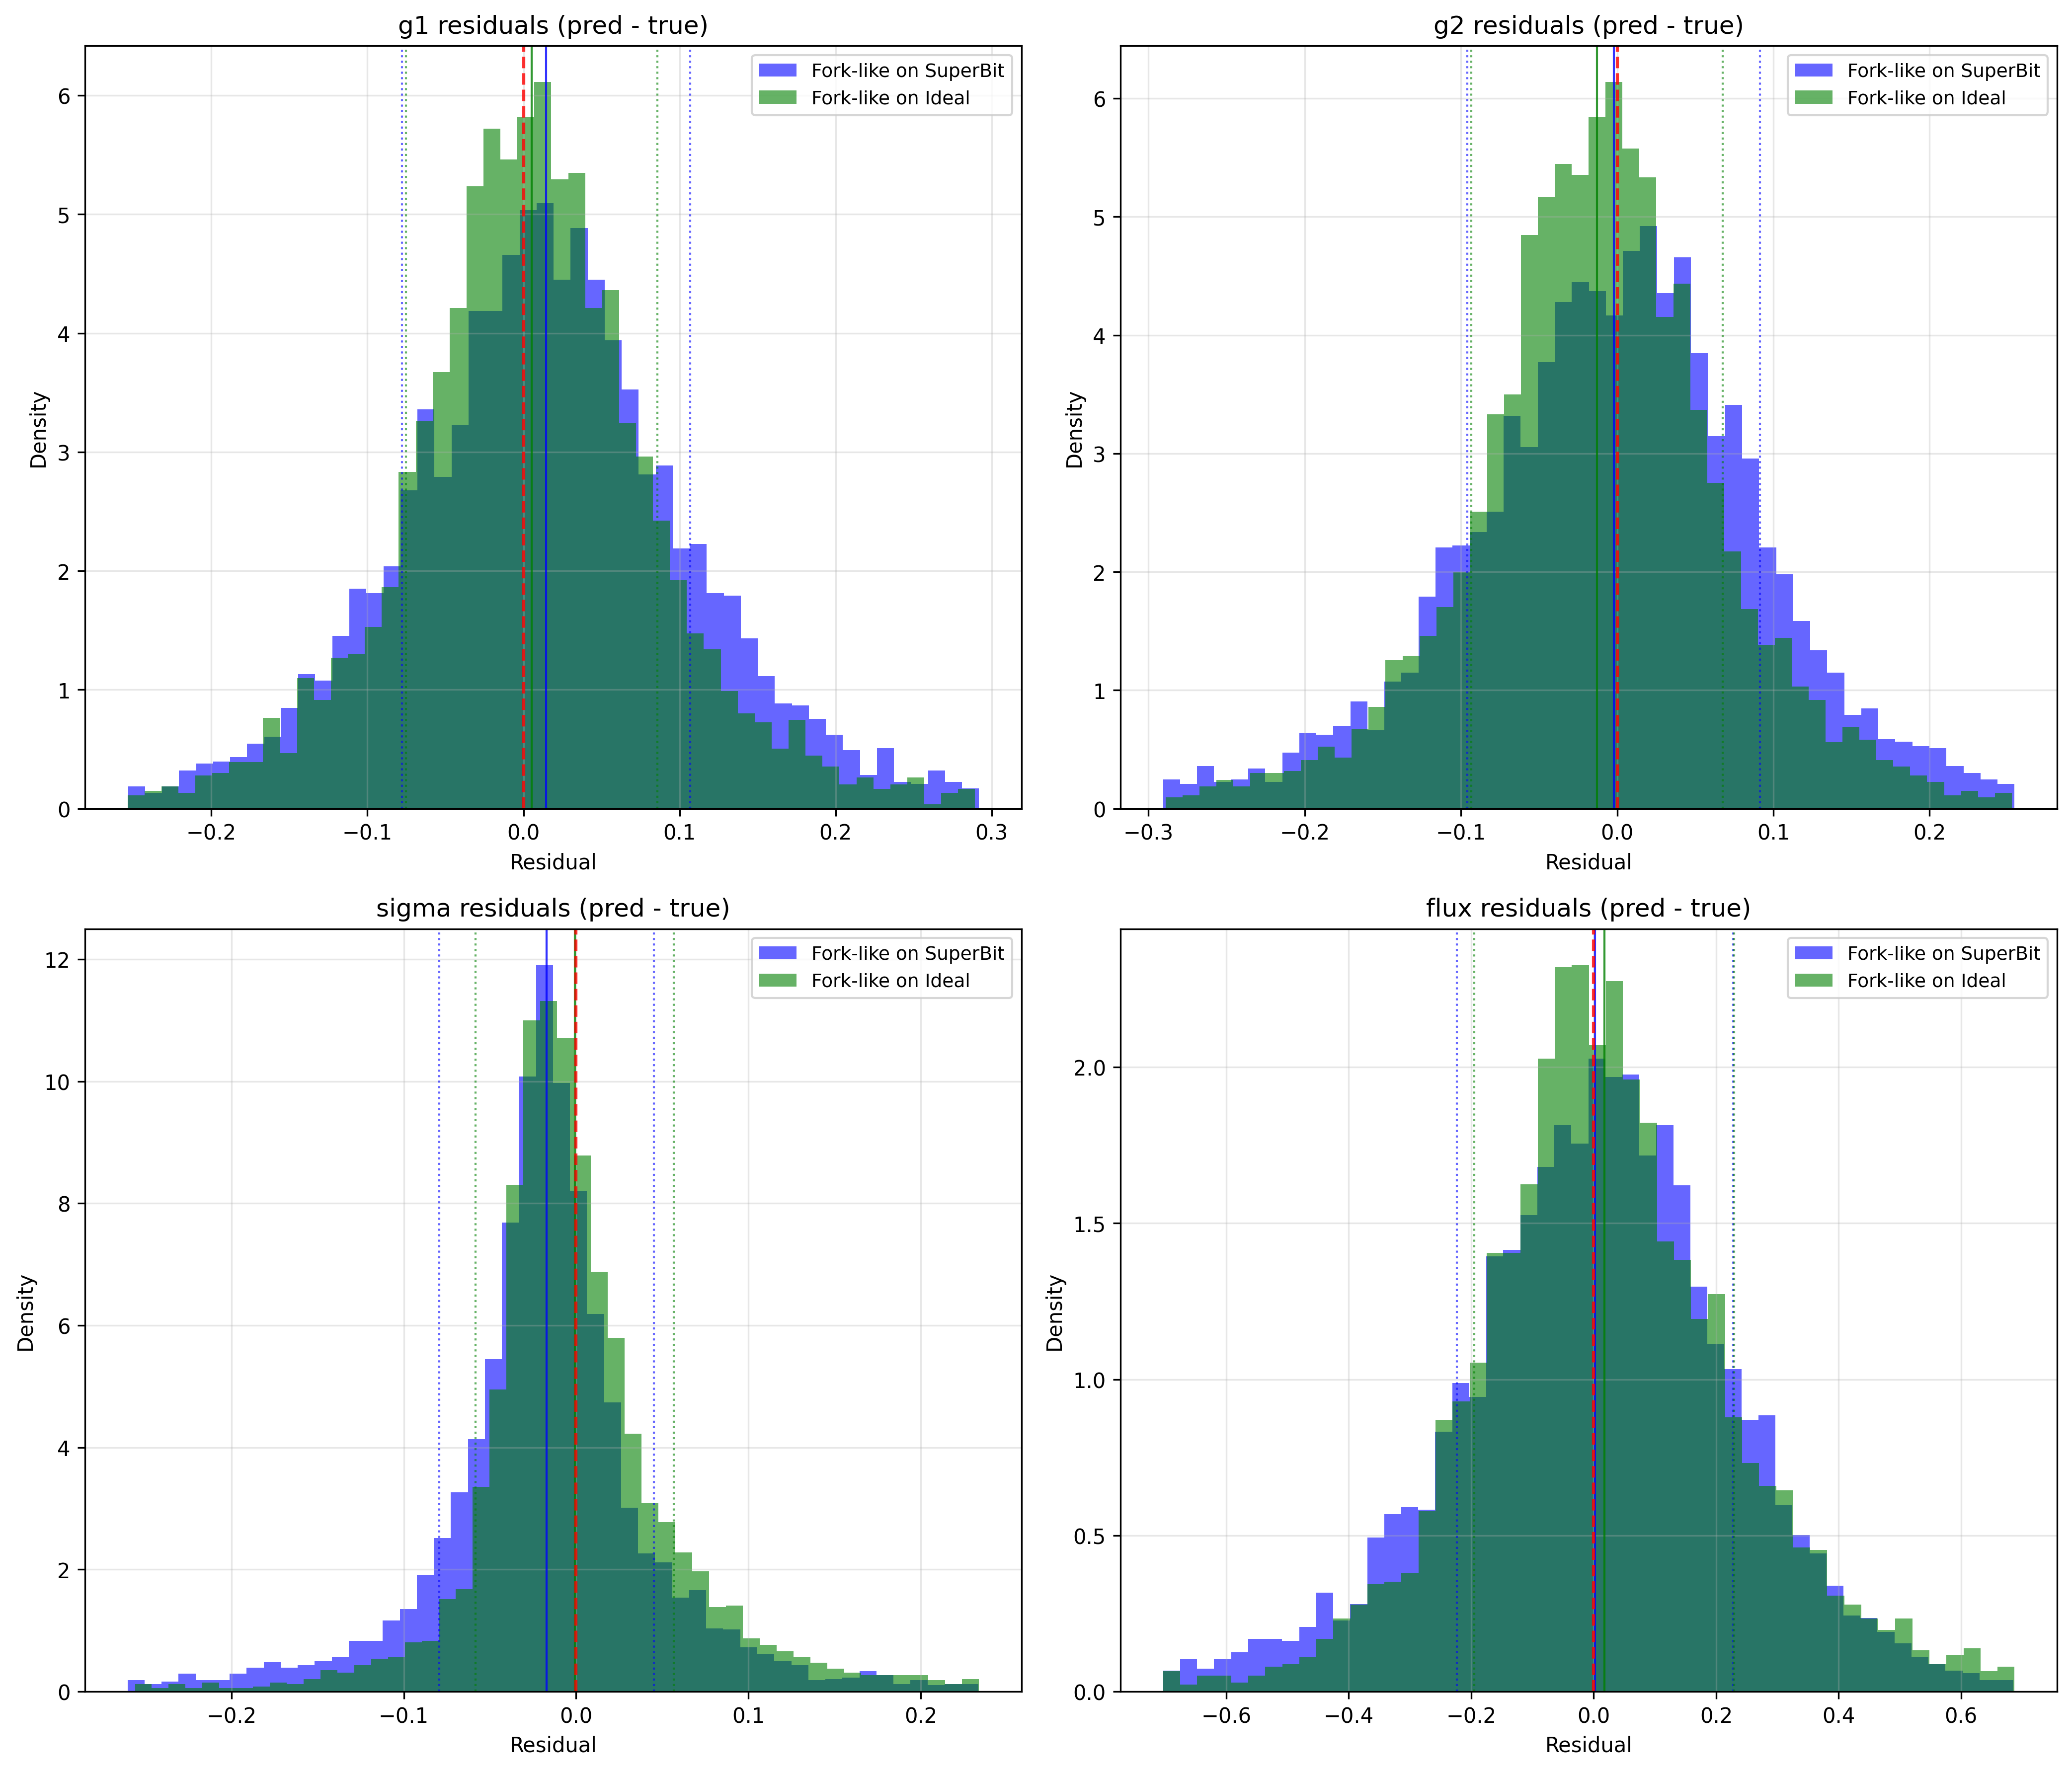 g1 residuals (pred - true)
Fork-like on SuperBit
Fork-like on Ideal
Density
6
5
4
3
2
1
0
−0.2
−0.1
0.0
0.1
0.2
0.3
Residual
g2 residuals (pred - true)
Fork-like on SuperBit
Fork-like on Ideal
Density
6
5
4
3
2
1
0
−0.3
−0.2
−0.1
0.0
0.1
0.2
Residual
sigma residuals (pred - true)
Fork-like on SuperBit
Fork-like on Ideal
Density
12
10
8
6
4
2
0
−0.2
−0.1
0.0
0.1
0.2
Residual
flux residuals (pred - true)
Fork-like on SuperBit
Fork-like on Ideal
Density
2.0
1.5
1.0
0.5
0.0
−0.6
−0.4
−0.2
0.0
0.2
0.4
0.6
Residual